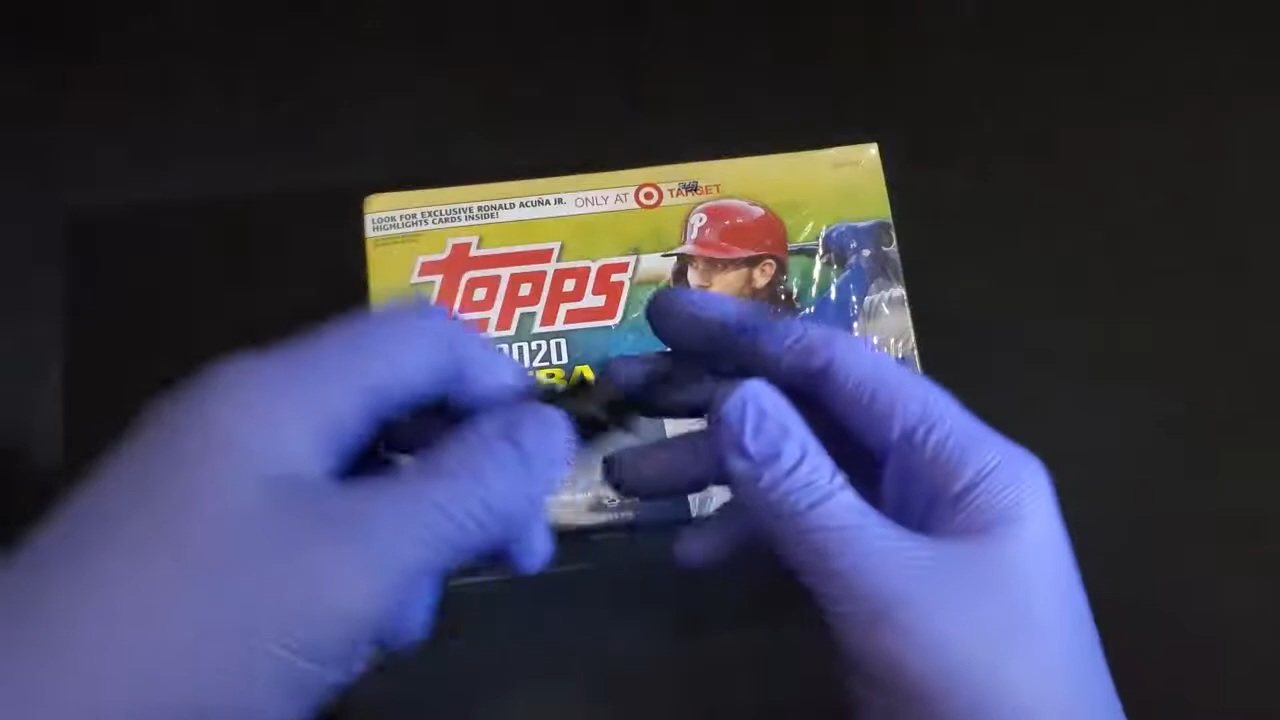 LOOK FOR EXCLUSIVE RONALD ACUÑA JR.
HIGHLIGHTS CARDS INSIDE!
ONLY AT TARGET
P
TOPPS
2020